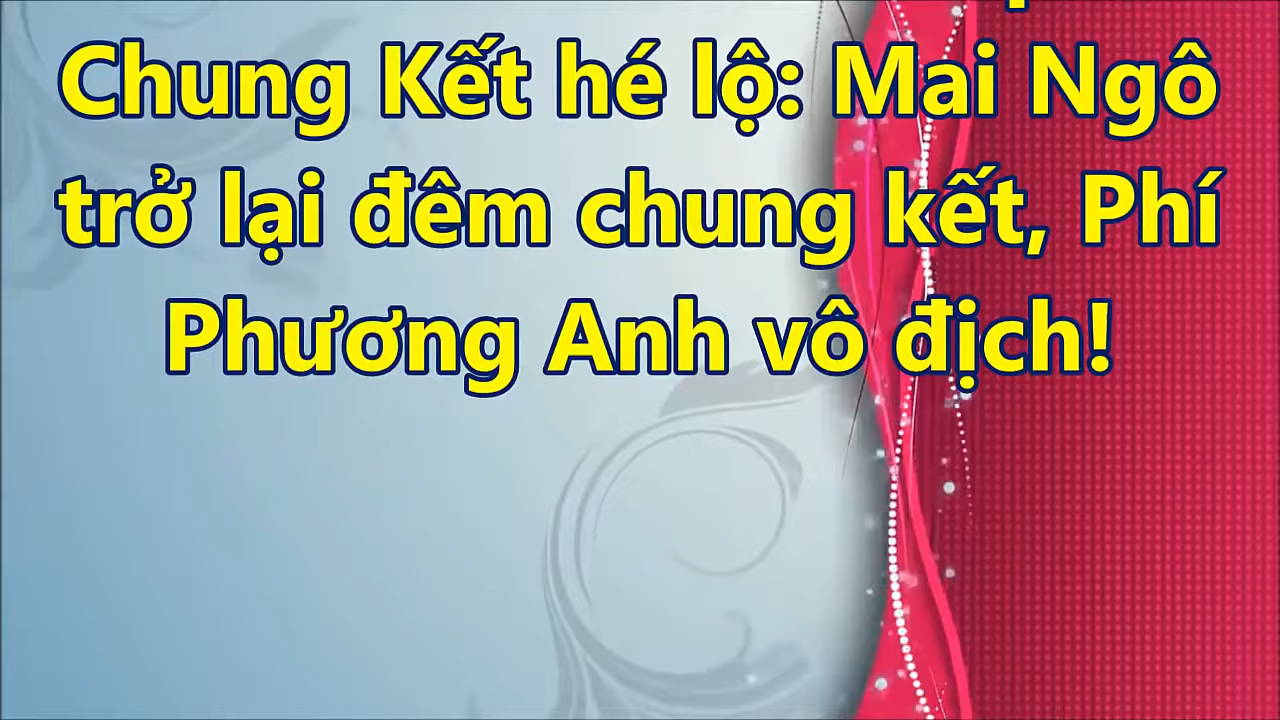 Chung Kết hé lộ: Mai Ngô
trở lại đêm chung kết, Phí
Phương Anh vô địch!